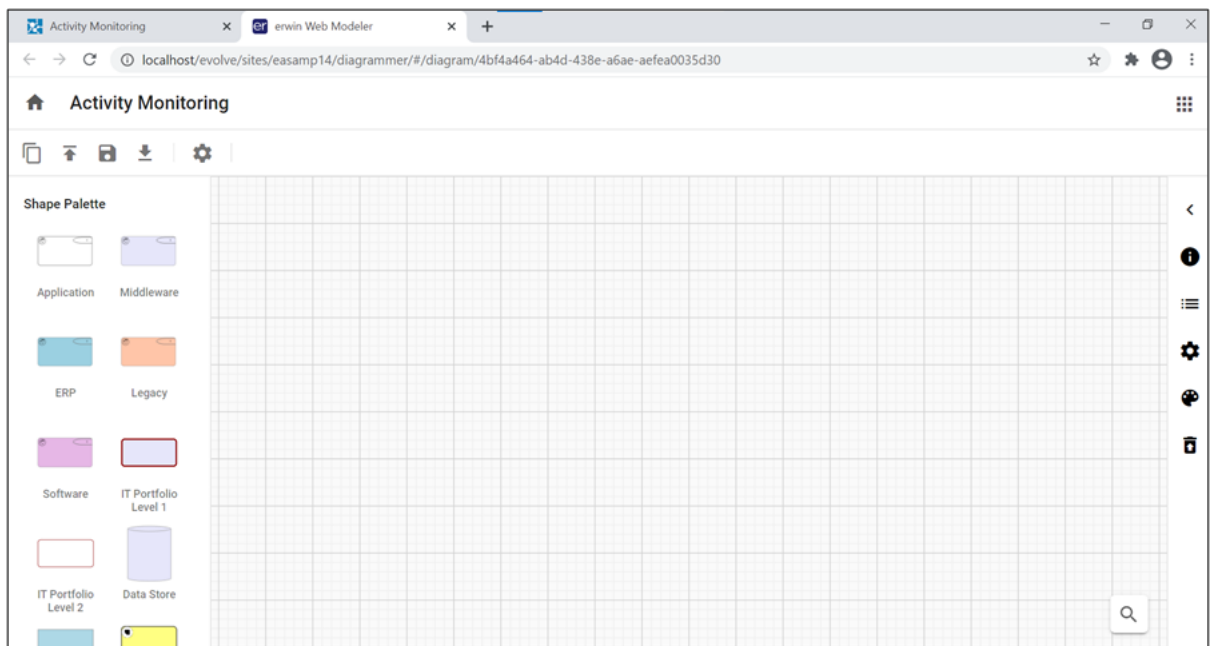 Activity Monitoring
er erwin Web Modeler
localhost/evolve/sites/easamp14/diagrammer/#/diagram/4bf4a464-ab4d-438e-a6ae-aefea0035d30
Activity Monitoring
Shape Palette
Application
Middleware
ERP
Legacy
Software
IT Portfolio
Level 1
IT Portfolio
Level 2
Data Store